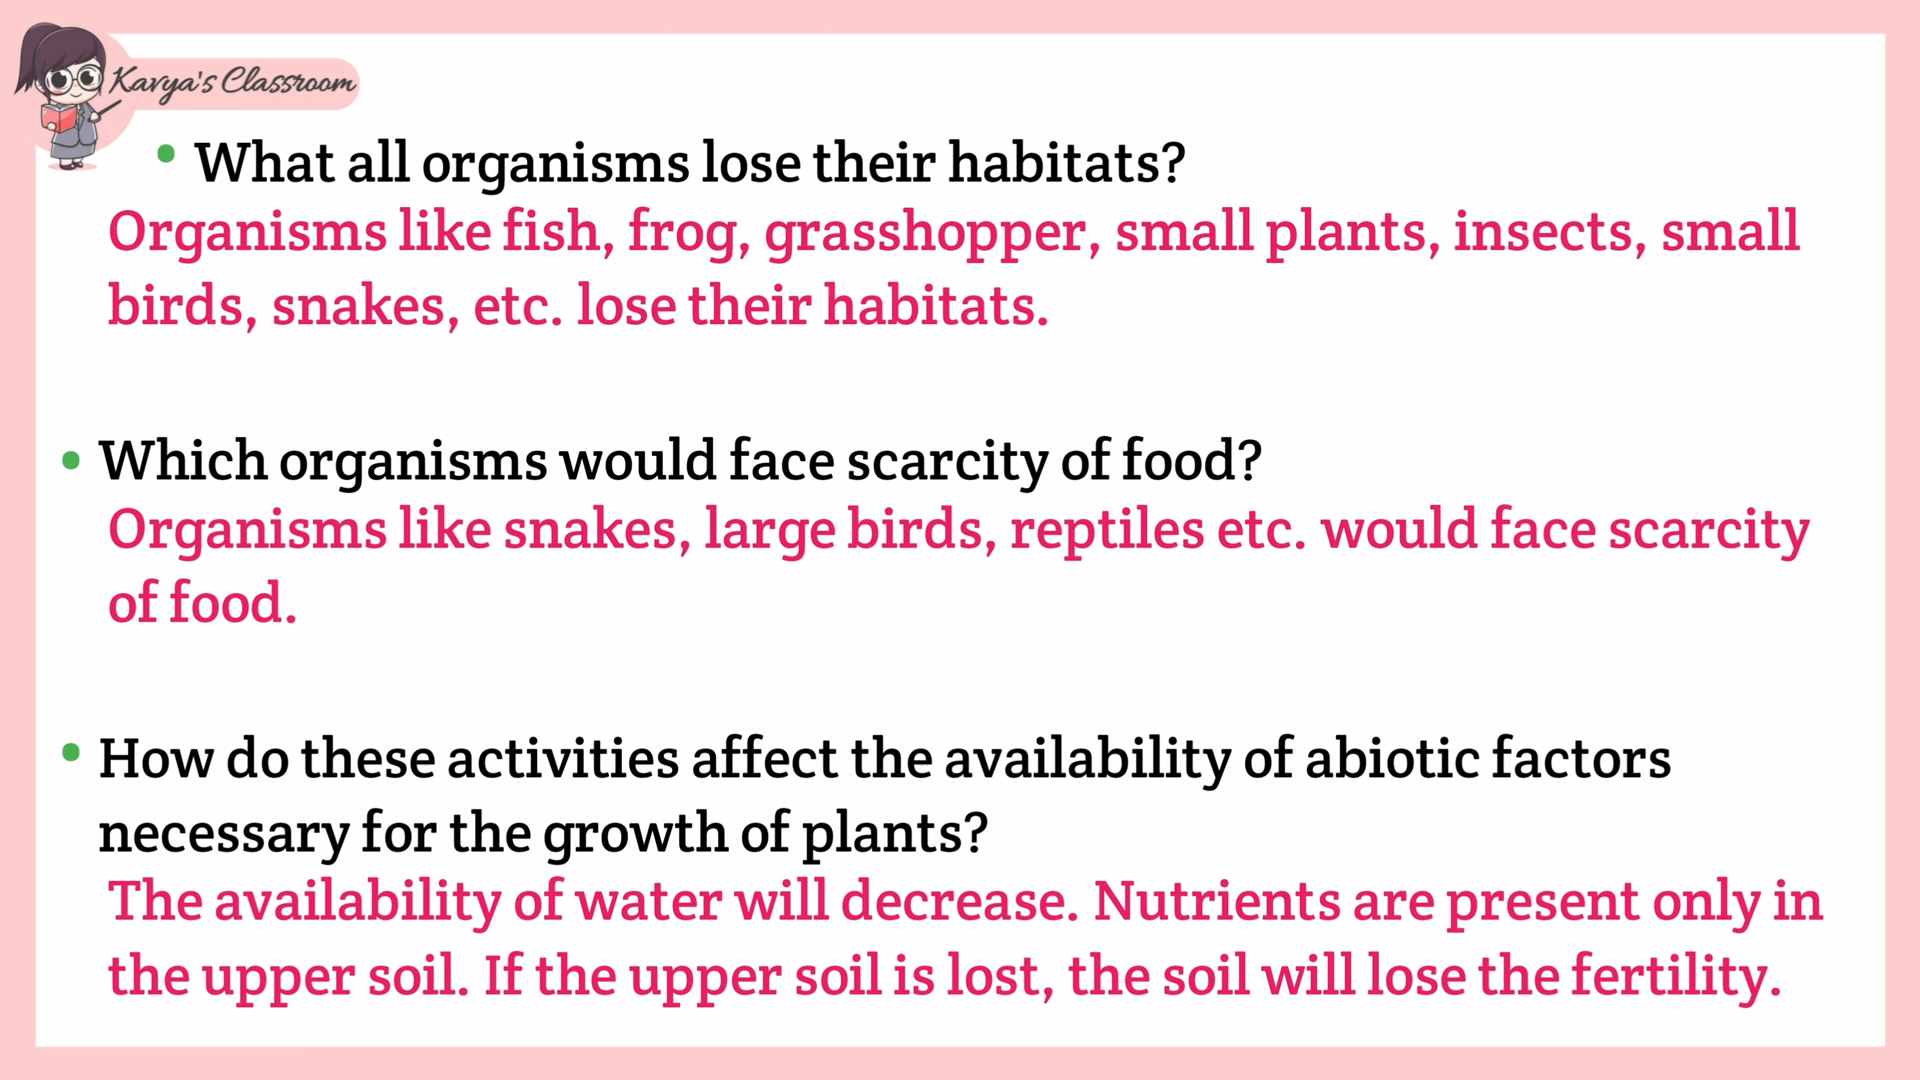 Kavya's Classroom
• What all organisms lose their habitats?
Organisms like fish, frog, grasshopper, small plants, insects, small
birds, snakes, etc. lose their habitats.
• Which organisms would face scarcity of food?
Organisms like snakes, large birds, reptiles etc. would face scarcity
of food.
• How do these activities affect the availability of abiotic factors
necessary for the growth of plants?
The availability of water will decrease. Nutrients are present only in
the upper soil. If the upper soil is lost, the soil will lose the fertility.